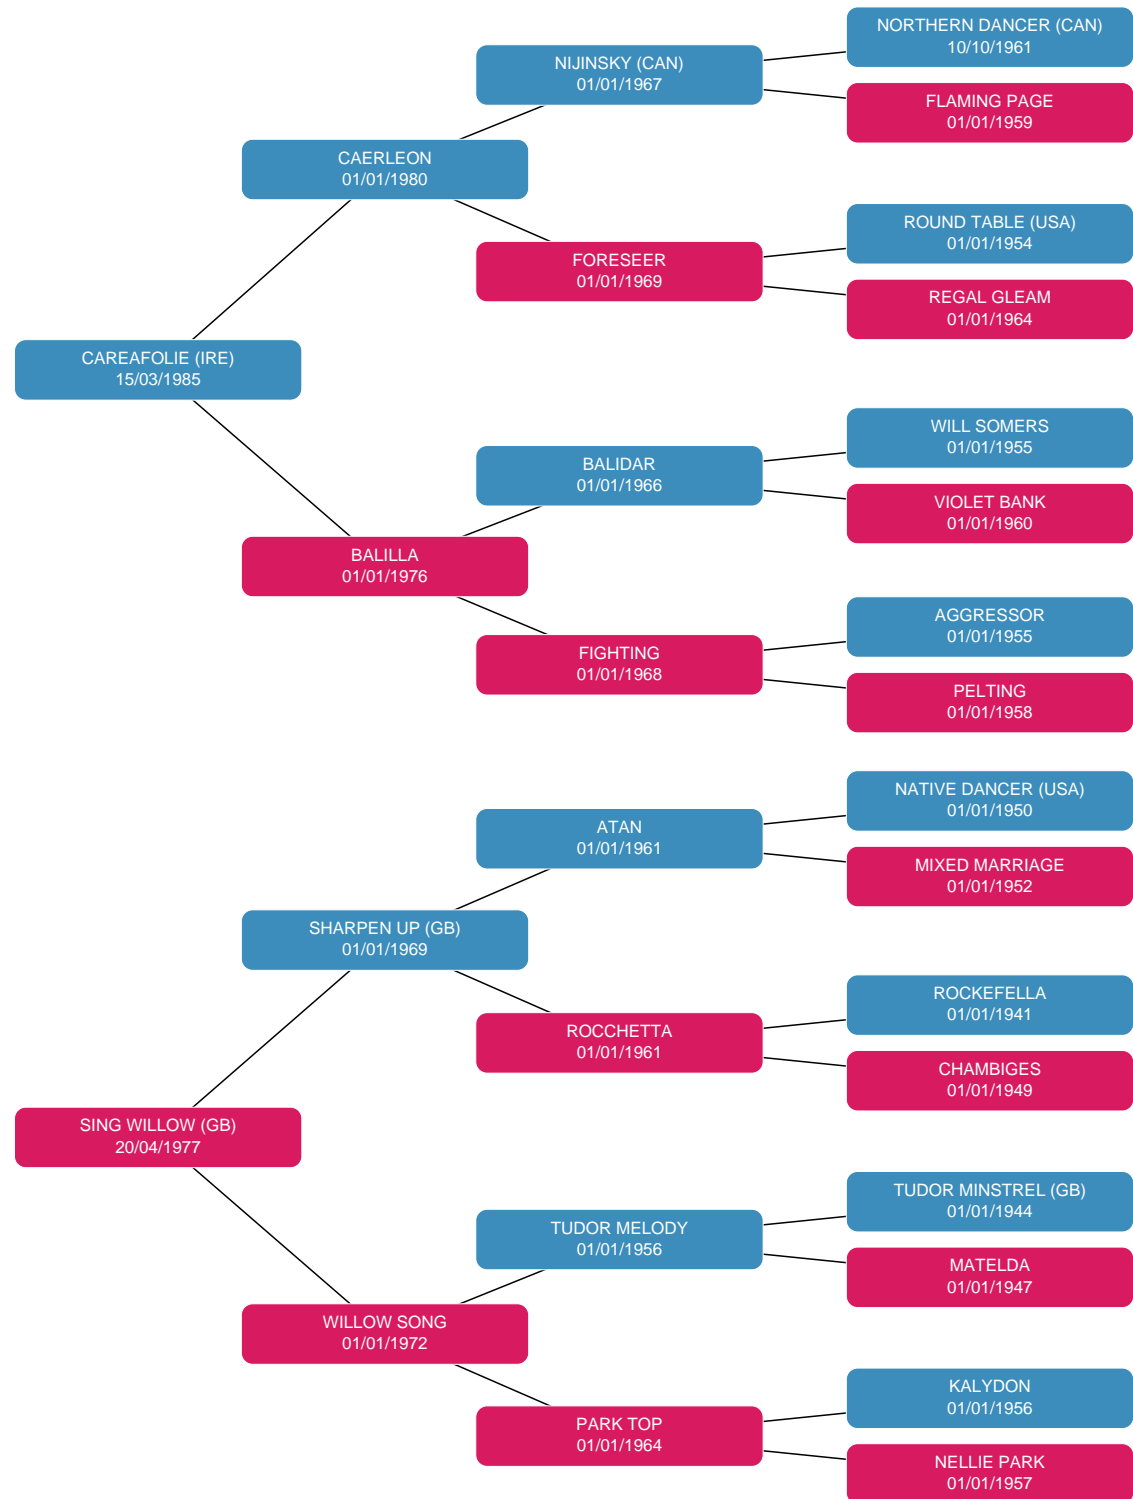 NORTHERN DANCER (CAN)
10/10/1961
NIJINSKY (CAN)
01/01/1967
FLAMING PAGE
01/01/1959
CAERLEON
01/01/1980
ROUND TABLE (USA)
01/01/1954
FORESEER
01/01/1969
REGAL GLEAM
01/01/1964
CAREAFOLIE (IRE)
15/03/1985
WILL SOMERS
01/01/1955
BALIDAR
01/01/1966
VIOLET BANK
01/01/1960
BALILLA
01/01/1976
AGGRESSOR
01/01/1955
FIGHTING
01/01/1968
PELTING
01/01/1958
NATIVE DANCER (USA)
01/01/1950
ATAN
01/01/1961
MIXED MARRIAGE
01/01/1952
SHARPEN UP (GB)
01/01/1969
ROCKEFELLA
01/01/1941
ROCCHETTA
01/01/1961
CHAMBIGES
01/01/1949
SING WILLOW (GB)
20/04/1977
TUDOR MINSTREL (GB)
01/01/1944
TUDOR MELODY
01/01/1956
MATELDA
01/01/1947
WILLOW SONG
01/01/1972
KALYDON
01/01/1956
PARK TOP
01/01/1964
NELLIE PARK
01/01/1957